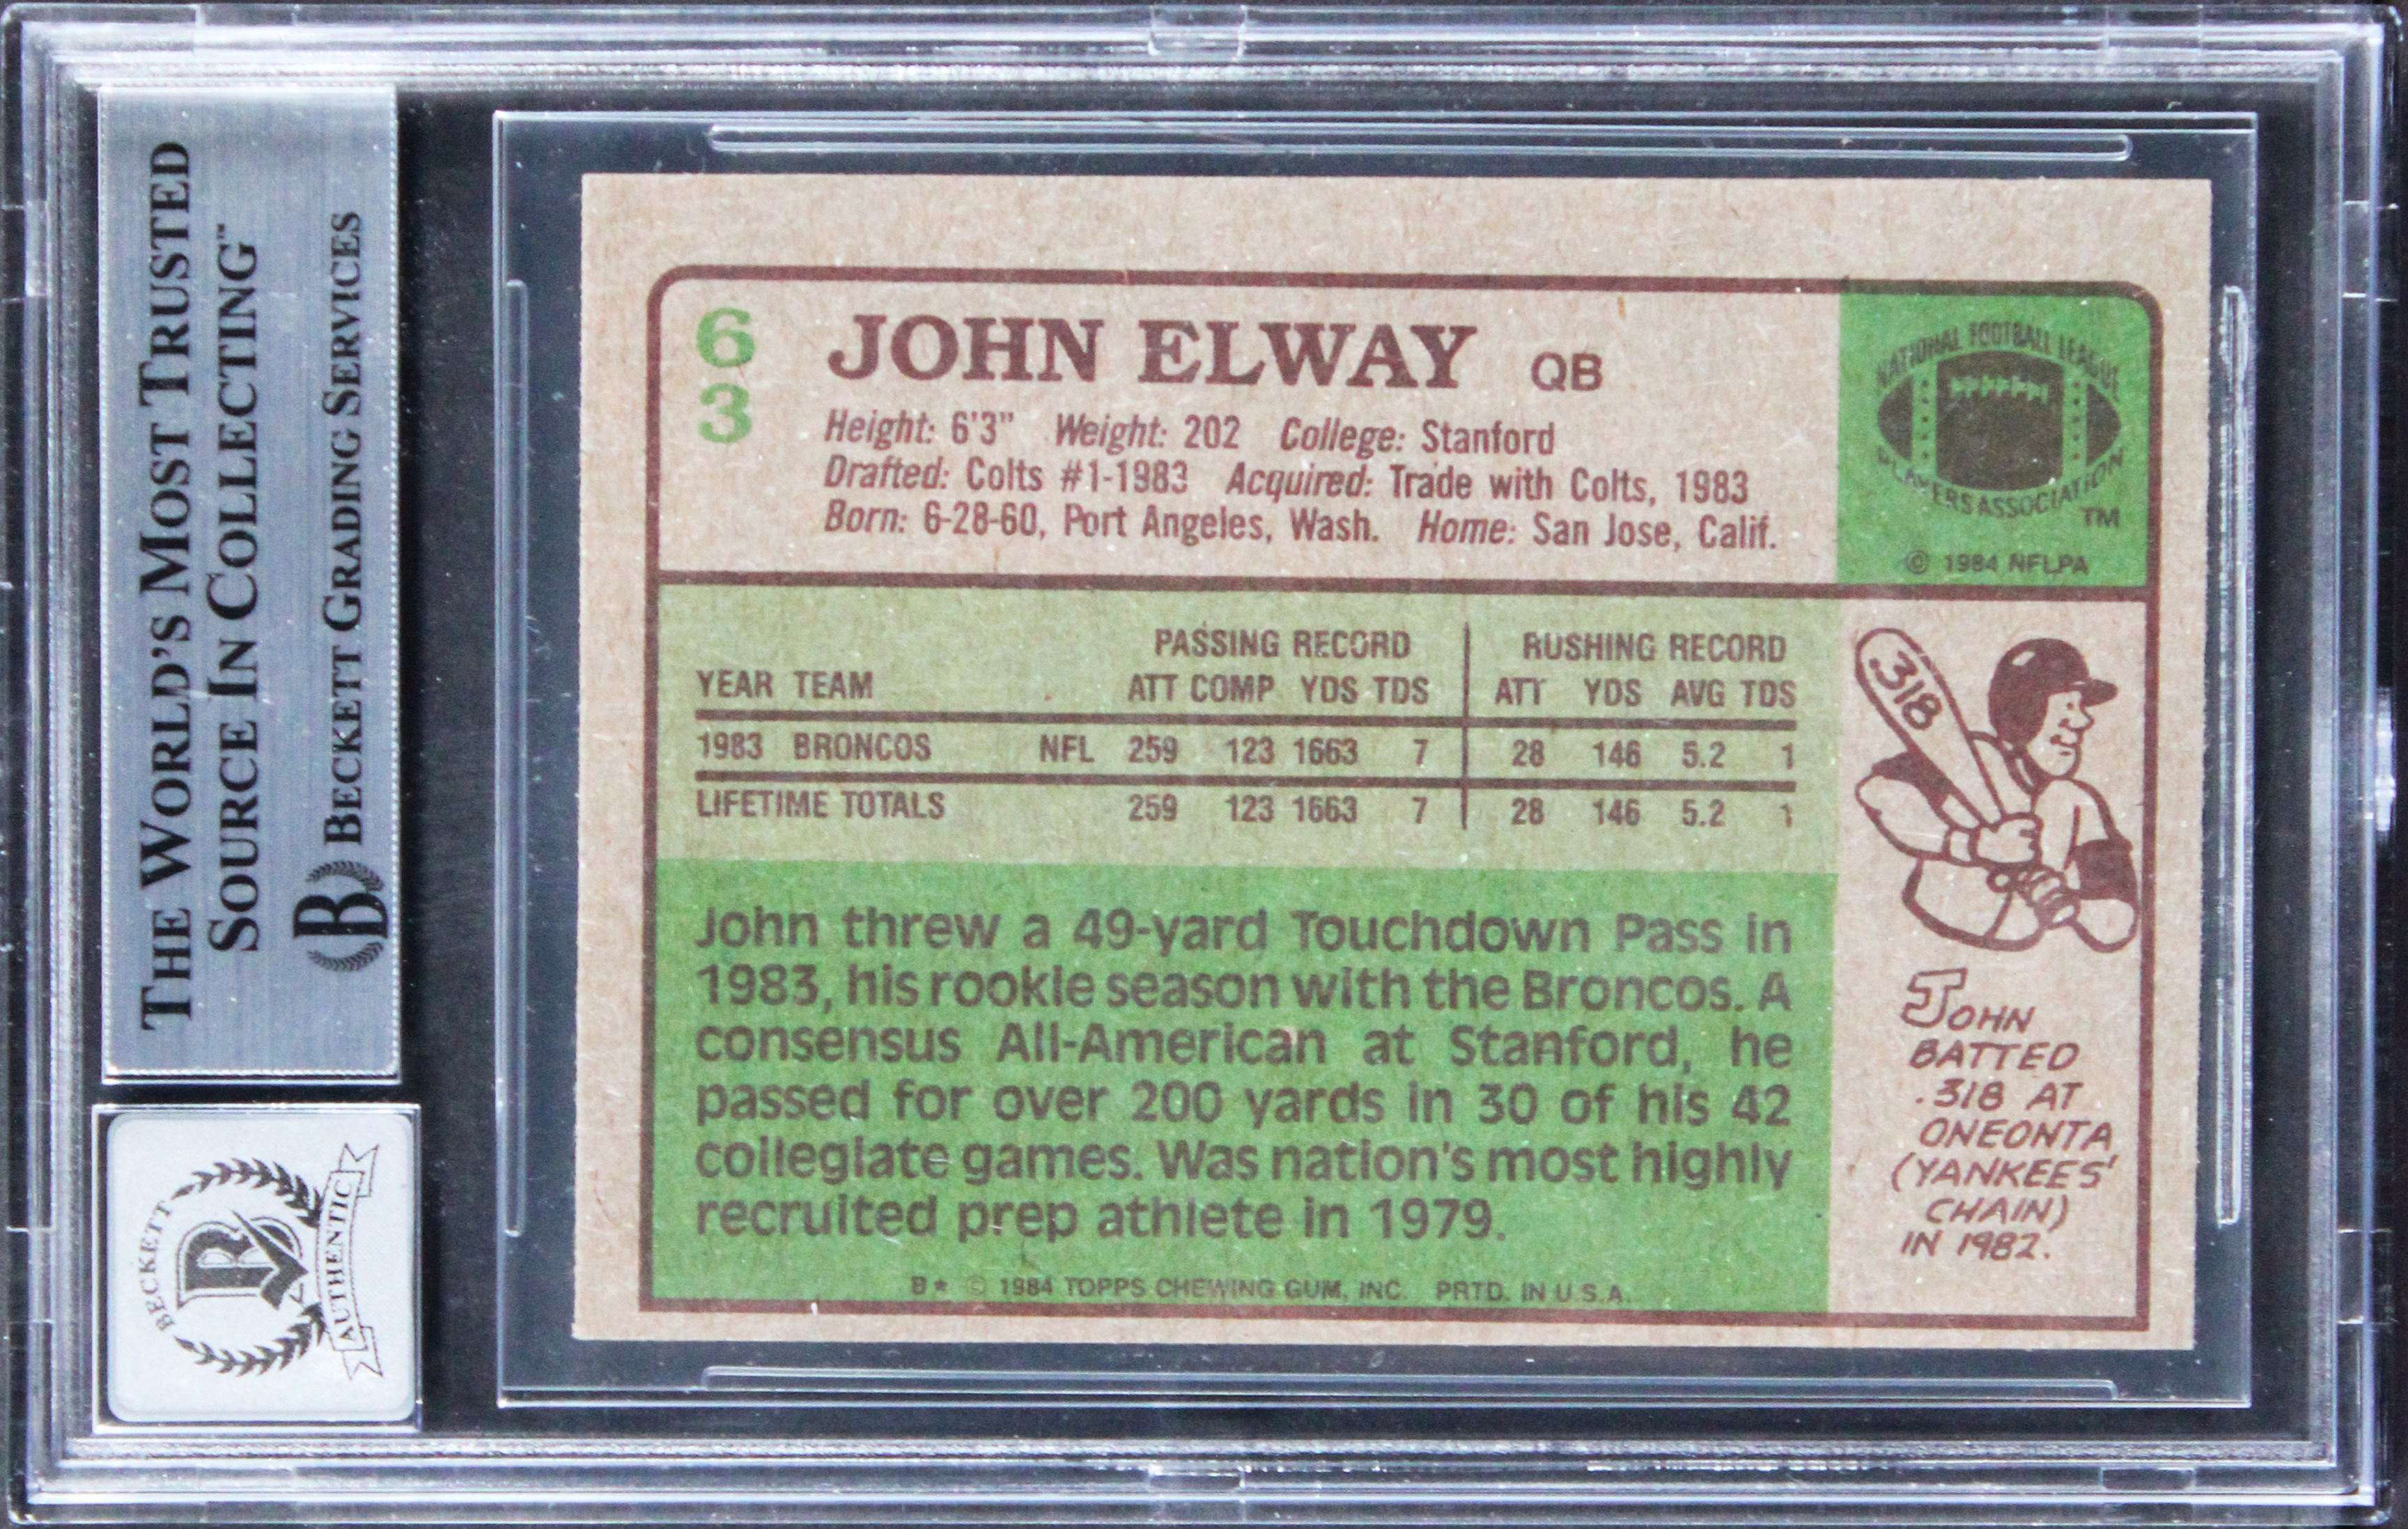 THE WORLD'S MOST TRUSTED
SOURCE IN COLLECTING™
BECKETT GRADING SERVICES
BECKETT
AUTHENTIC
6
3
JOHN ELWAY QB
Height: 6'3" Weight: 202 College: Stanford
Drafted: Colts #1-1983 Acquired: Trade with Colts, 1983
Born: 6-28-60, Port Angeles, Wash. Home: San Jose, Calif.
NATIONAL FOOTBALL LEAGUE
PLAYERS ASSOCIATION
TM
© 1984 NFLPA
PASSING RECORD RUSHING RECORD
YEAR TEAM ATT COMP YDS TDS ATT YDS AVG TDS
1983 BRONCOS NFL 259 123 1663 7 28 146 5.2 1
LIFETIME TOTALS 259 123 1663 7 28 146 5.2 1
John threw a 49-yard Touchdown Pass in
1983, his rookie season with the Broncos. A
consensus All-American at Stanford, he
passed for over 200 yards in 30 of his 42
collegiate games. Was nation's most highly
recruited prep athlete in 1979.
B* © 1984 TOPPS CHEWING GUM, INC. PRTD. IN U.S.A.
.318
JOHN
BATTED
.318 AT
ONEONTA
(YANKEES'
CHAIN)
IN 1982.